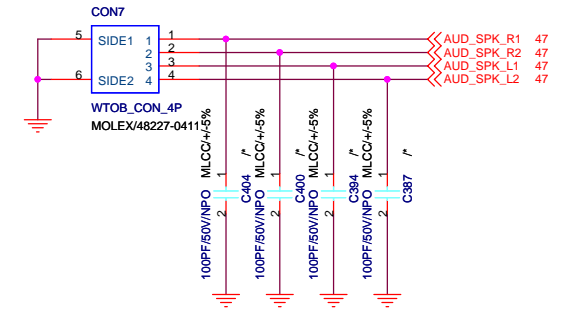 CON7
5 SIDE1 1 1 AUD_SPK_R1 47
2 2 AUD_SPK_R2 47
3 3 AUD_SPK_L1 47
6 SIDE2 4 4 AUD_SPK_L2 47
WTOB_CON_4P
MOLEX/48227-0411
100PF/50V/NPO MLCC/+/-5%
1
2
C404 /*
100PF/50V/NPO MLCC/+/-5%
1
2
C400 /*
100PF/50V/NPO MLCC/+/-5%
1
2
C394 /*
100PF/50V/NPO MLCC/+/-5%
1
2
C387 /*